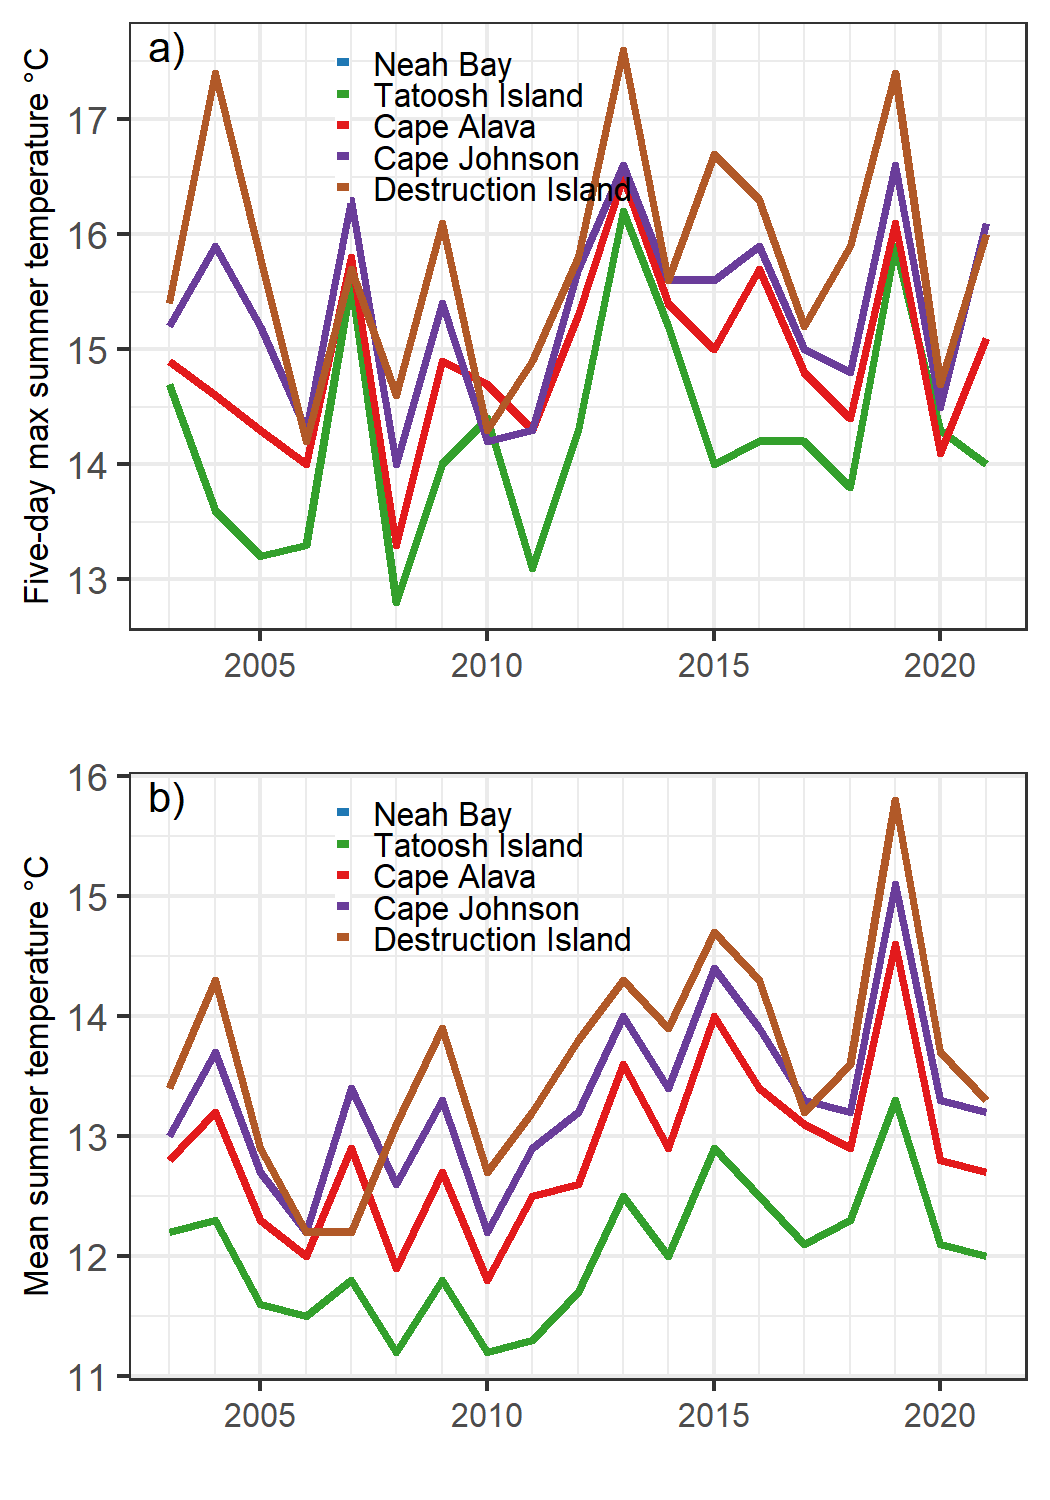 a)
Neah Bay
Tatoosh Island
Cape Alava
Cape Johnson
Destruction Island
Five-day max summer temperature °C
17
16
15
14
13
2005 2010 2015 2020
b)
Neah Bay
Tatoosh Island
Cape Alava
Cape Johnson
Destruction Island
Mean summer temperature °C
16
15
14
13
12
11
2005 2010 2015 2020